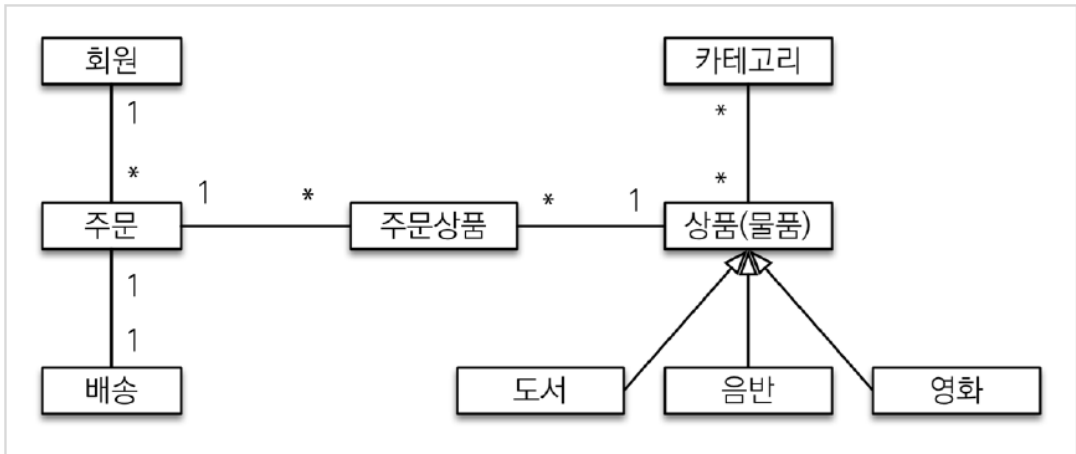 회원 카테고리
1 *
* *
주문 1 * 주문상품 * 1 상품(물품)
1
1
배송 도서 음반 영화